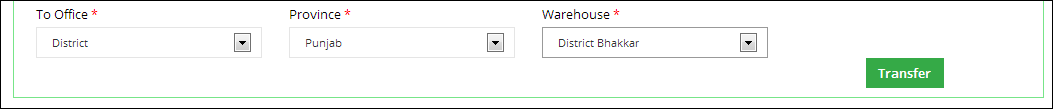 To Office * Province * Warehouse *
District Punjab District Bhakkar
Transfer